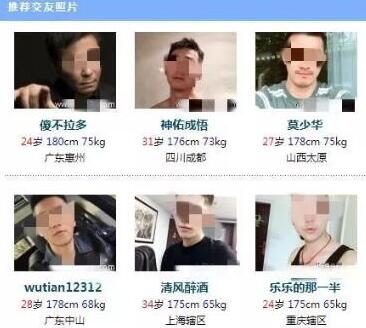 推荐交友照片
傻不拉多 神佑成悟 莫少华
24岁 180cm 75kg 31岁 176cm 73kg 27岁 178cm 75kg
广东惠州 四川成都 山西太原
wutian12312 清风醉酒 乐乐的那一半
28岁 178cm 68kg 34岁 175cm 65kg 24岁 175cm 65kg
广东中山 上海辖区 重庆辖区